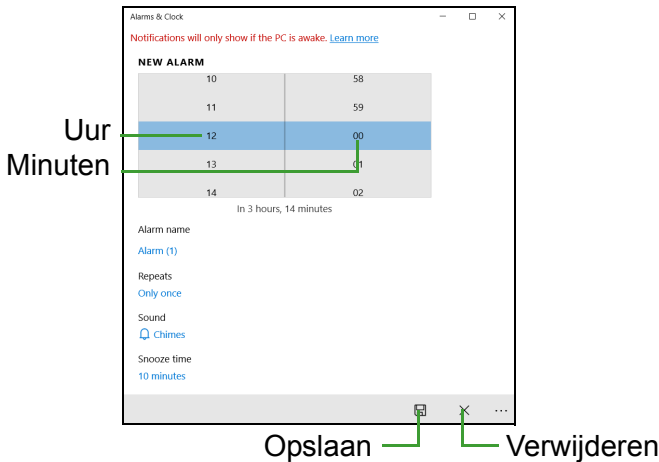 Alarms & Clock
Notifications will only show if the PC is awake. Learn more
NEW ALARM
10 58
11 59
Uur
12 00
Minuten
13 01
14 02
In 3 hours, 14 minutes
Alarm name
Alarm (1)
Repeats
Only once
Sound
Chimes
Snooze time
10 minutes
Opslaan
Verwijderen